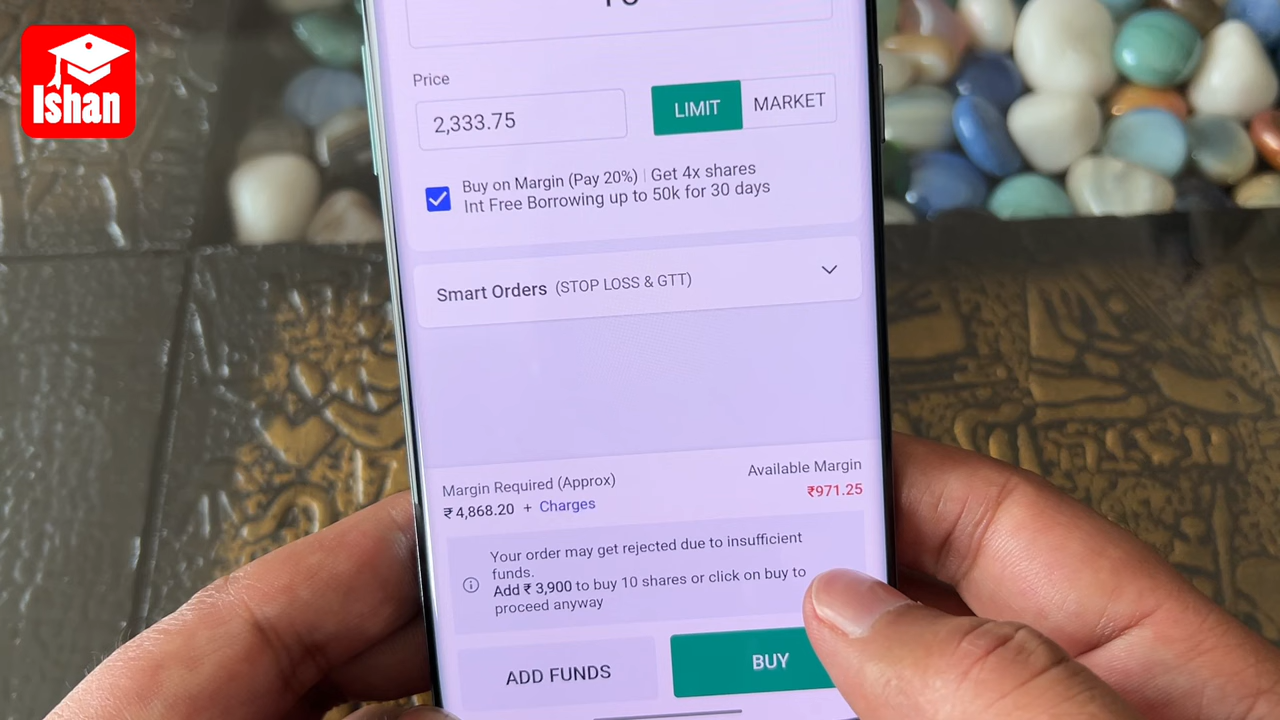 Ishan
Price
2,333.75
LIMIT
MARKET
Buy on Margin (Pay 20%) | Get 4x shares
Int Free Borrowing up to 50k for 30 days
Smart Orders (STOP LOSS & GTT)
Margin Required (Approx)
₹ 4,868.20 + Charges
Available Margin
₹971.25
Your order may get rejected due to insufficient
funds.
Add ₹ 3,900 to buy 10 shares or click on buy to
proceed anyway
ADD FUNDS
BUY